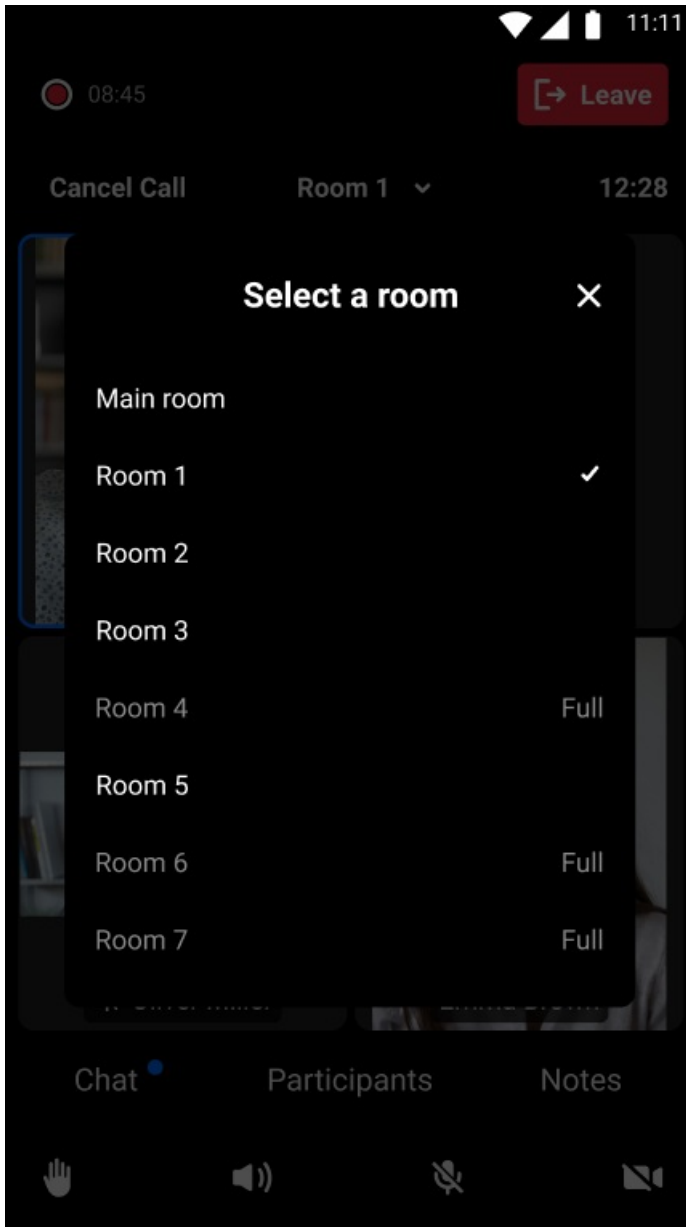 11:11
08:45 Leave
Cancel Call Room 1 12:28
Select a room
Main room
Room 1
Room 2
Room 3
Room 4 Full
Room 5
Room 6 Full
Room 7 Full
Chat Participants Notes